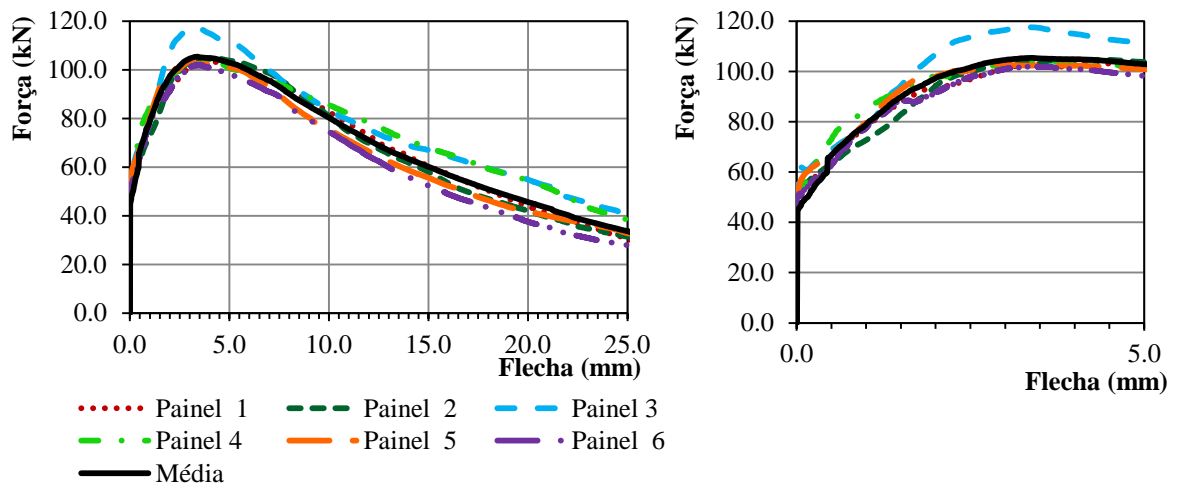 Força (kN)
120.0
100.0
80.0
60.0
40.0
20.0
0.0
0.0 5.0 10.0 15.0 20.0 25.0
Flecha (mm)
Força (kN)
120.0
100.0
80.0
60.0
40.0
20.0
0.0
0.0 5.0
Flecha (mm)
Painel 1 Painel 2 Painel 3
Painel 4 Painel 5 Painel 6
Média